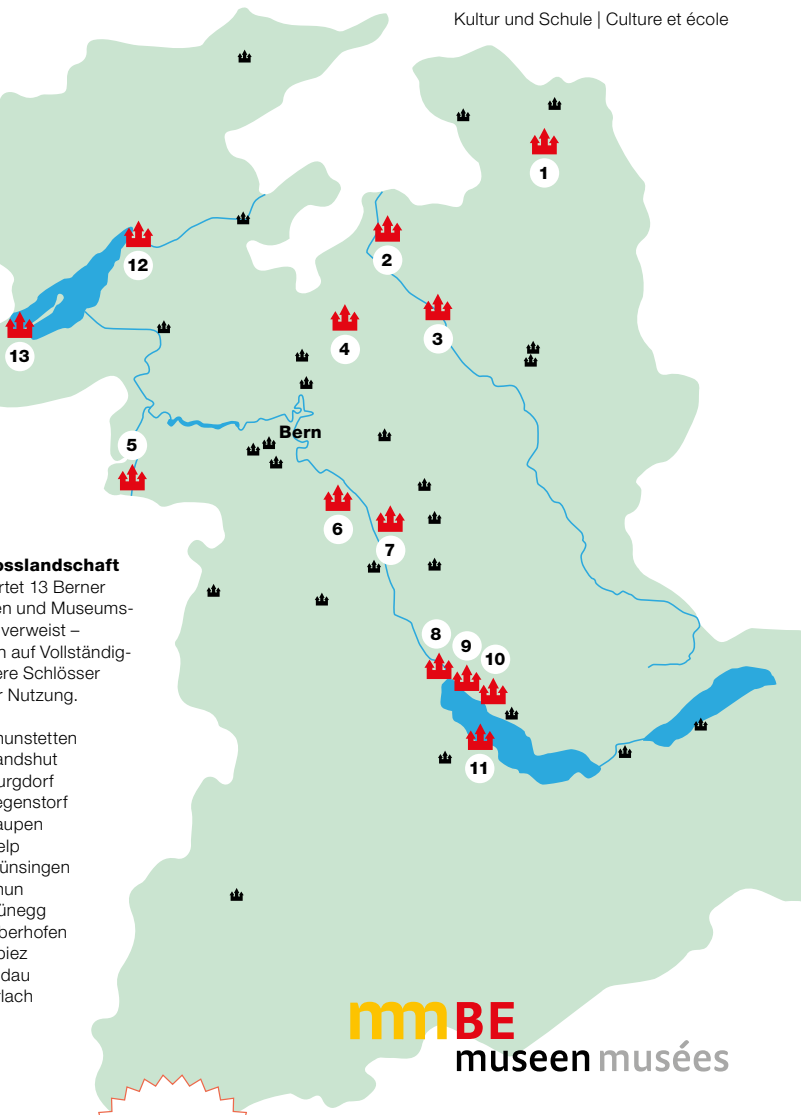 Kultur und Schule | Culture et école
1
2
12
3
4
13
Bern
5
6
7
osslandschaft
rtet 13 Berner
en und Museums-
verweist –
n auf Vollständig-
ere Schlösser
r Nutzung.
8
9
10
11
nunstetten
andshut
urgdorf
egenstorf
aupen
elp
ünsingen
hun
ünegg
berhofen
piez
dau
lach
mmBE
museen musées